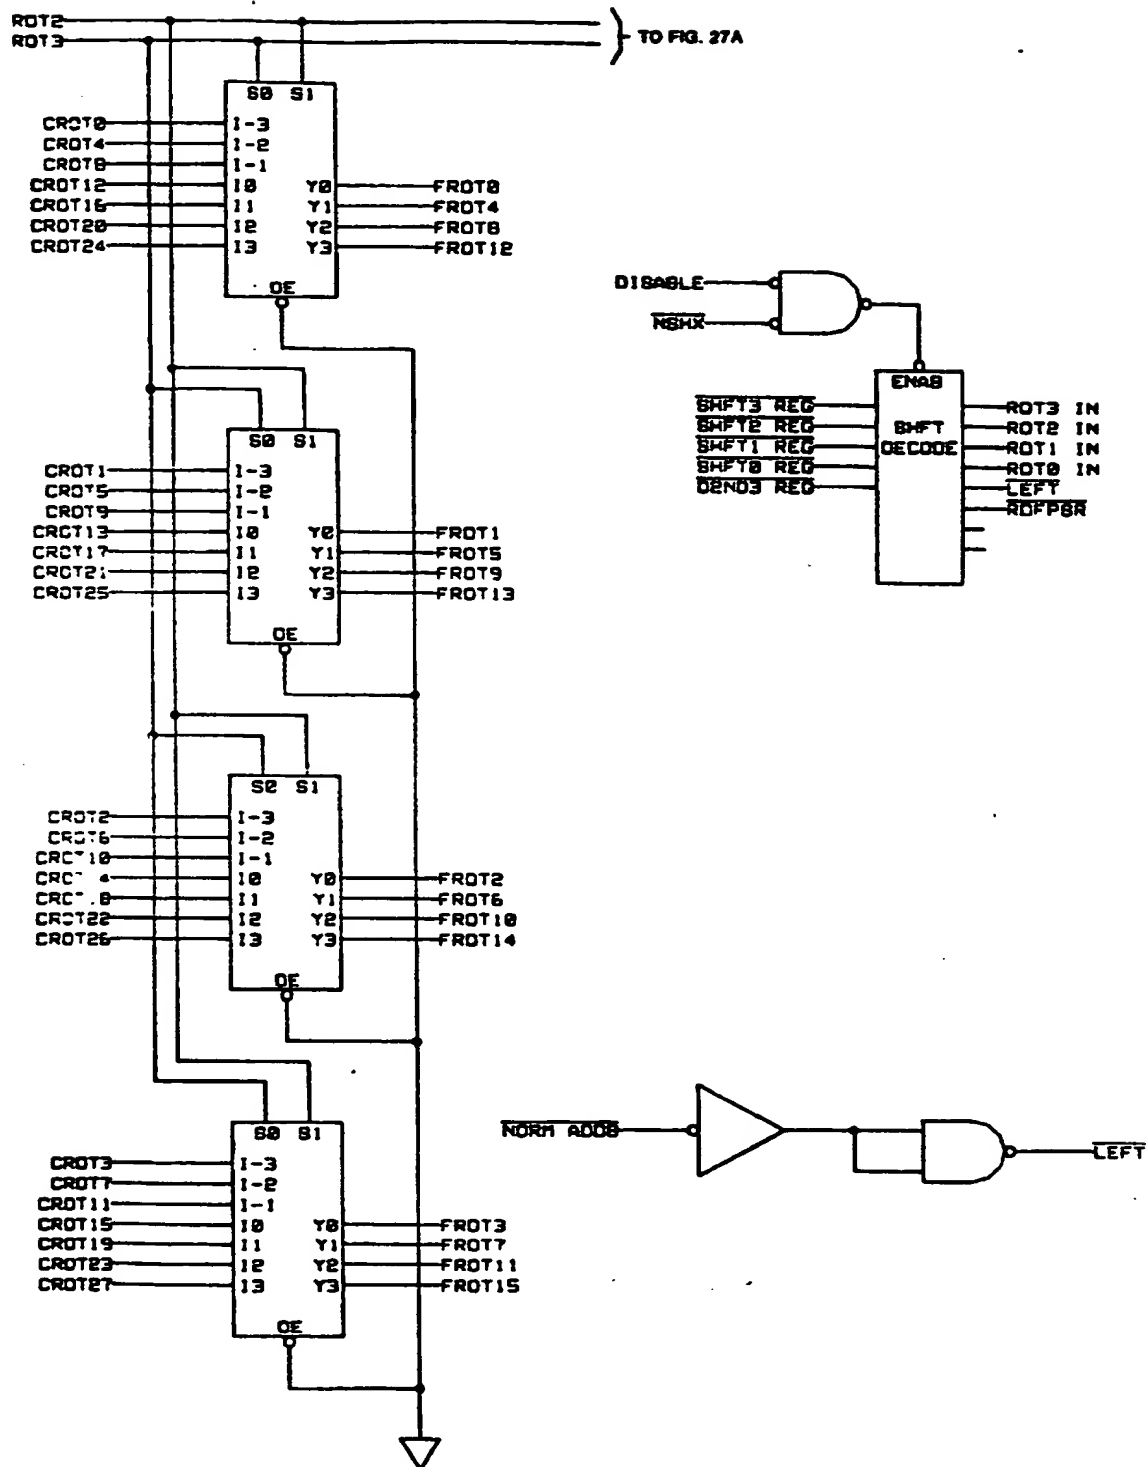 ROT2
ROT3
TO FIG. 27A
S0 S1
CROT0 I-3
CROT4 I-2
CROT8 I-1
CROT12 I0 Y0 FROT0
CROT16 I1 Y1 FROT4
CROT20 I2 Y2 FROT8
CROT24 I3 Y3 FROT12
OE
DISABLE
NSHX
ENAB
SHFT
DECODE
SHFT3 REG ROT3 IN
SHFT2 REG ROT2 IN
SHFT1 REG ROT1 IN
SHFT0 REG ROT0 IN
D2ND3 REG LEFT
RDFPSR
S0 S1
CROT1 I-3
CROT5 I-2
CROT9 I-1
CROT13 I0 Y0 FROT1
CROT17 I1 Y1 FROT5
CROT21 I2 Y2 FROT9
CROT25 I3 Y3 FROT13
OE
S0 S1
CROT2 I-3
CROT6 I-2
CROT10 I-1
I0 Y0 FROT2
I1 Y1 FROT6
CROT22 I2 Y2 FROT10
CROT26 I3 Y3 FROT14
OE
S0 S1
CROT3 I-3
CROT7 I-2
CROT11 I-1
CROT15 I0 Y0 FROT3
CROT19 I1 Y1 FROT7
CROT23 I2 Y2 FROT11
CROT27 I3 Y3 FROT15
OE
NORM ADDS
LEFT